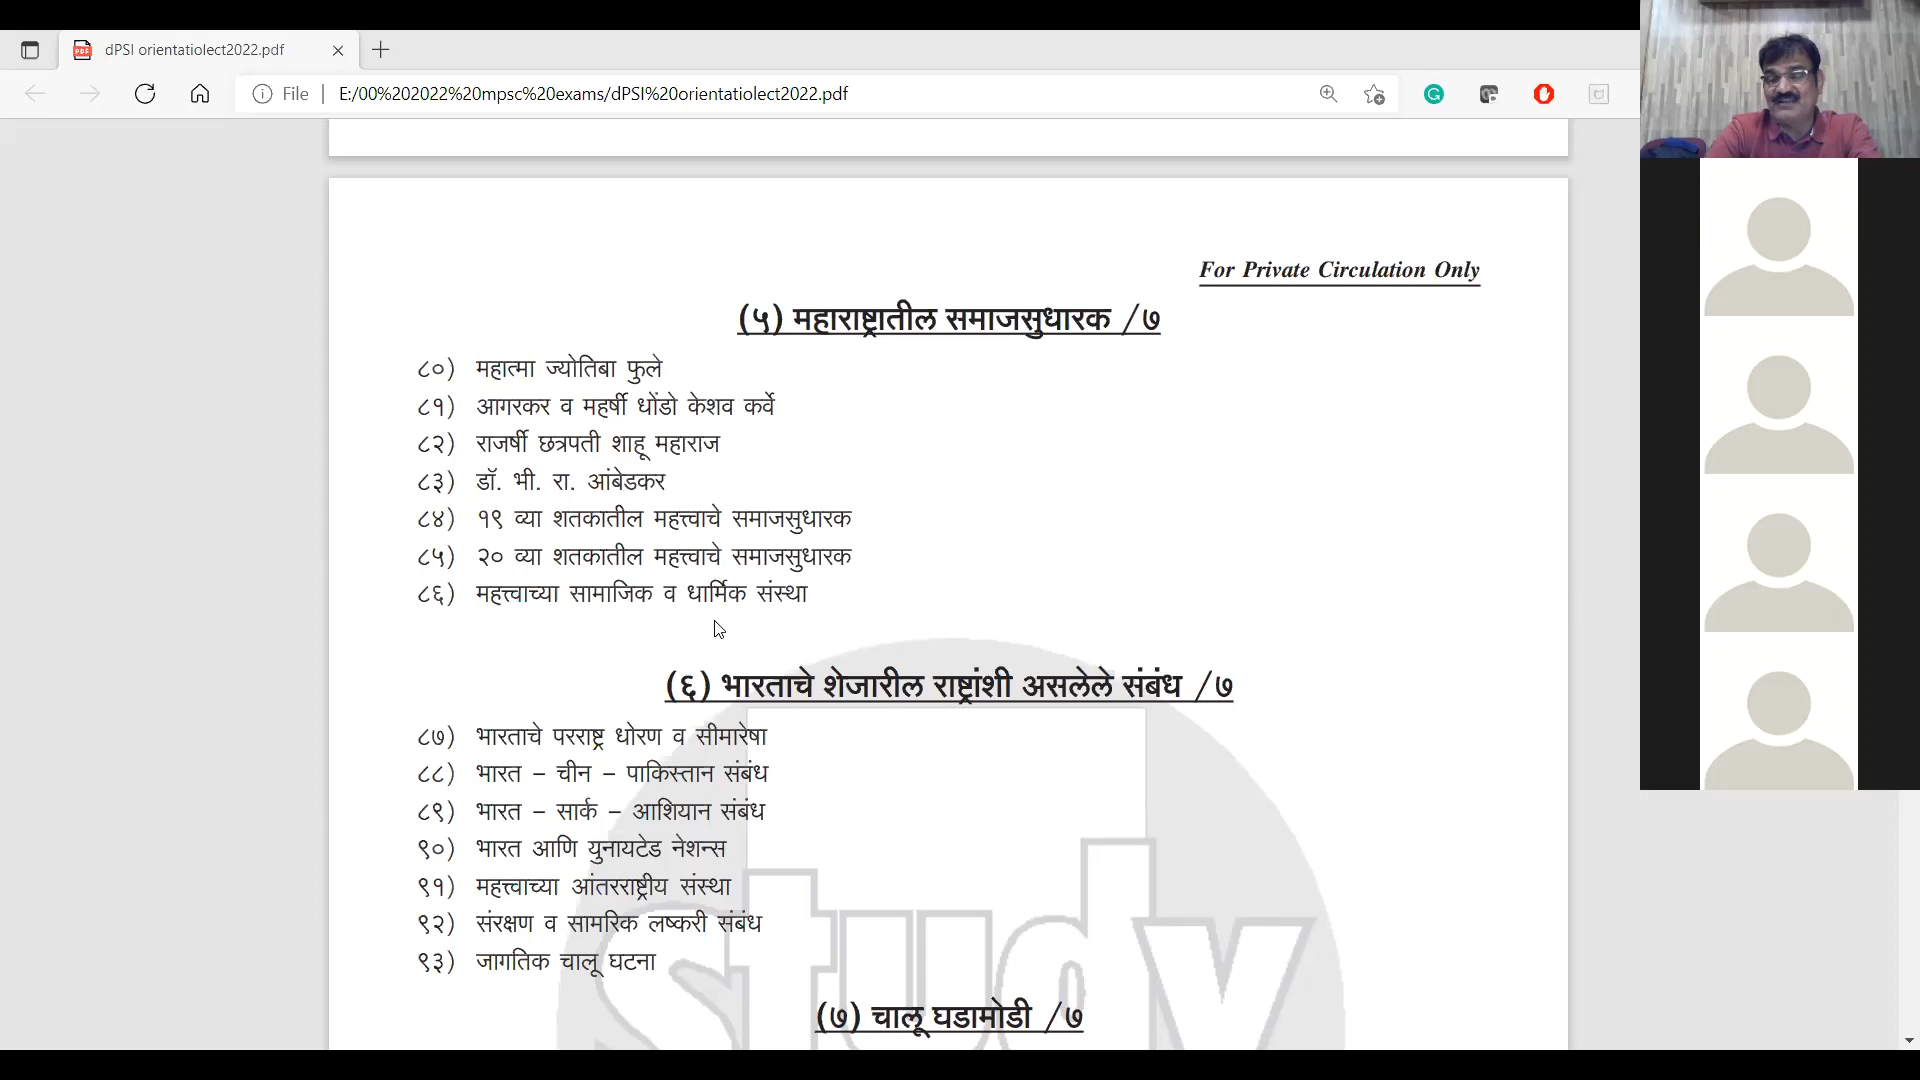 dPSI orientatiolect2022.pdf
File | E:/00%202022%20mpsc%20exams/dPSI%20orientatiolect2022.pdf
For Private Circulation Only
(५) महाराष्ट्रातील समाजसुधारक /७
८०) महात्मा ज्योतिबा फुले
८१) आगरकर व महर्षी धोंडो केशव कर्वे
८२) राजर्षी छत्रपती शाहू महाराज
८३) डॉ. भी. रा. आंबेडकर
८४) १९ व्या शतकातील महत्त्वाचे समाजसुधारक
८५) २० व्या शतकातील महत्त्वाचे समाजसुधारक
८६) महत्त्वाच्या सामाजिक व धार्मिक संस्था
(६) भारताचे शेजारील राष्ट्रांशी असलेले संबंध /७
८७) भारताचे परराष्ट्र धोरण व सीमारेषा
८८) भारत – चीन – पाकिस्तान संबंध
८९) भारत – सार्क – आशियान संबंध
९०) भारत आणि युनायटेड नेशन्स
९१) महत्त्वाच्या आंतरराष्ट्रीय संस्था
९२) संरक्षण व सामरिक लष्करी संबंध
९३) जागतिक चालू घटना
study
(७) चालू घडामोडी /७